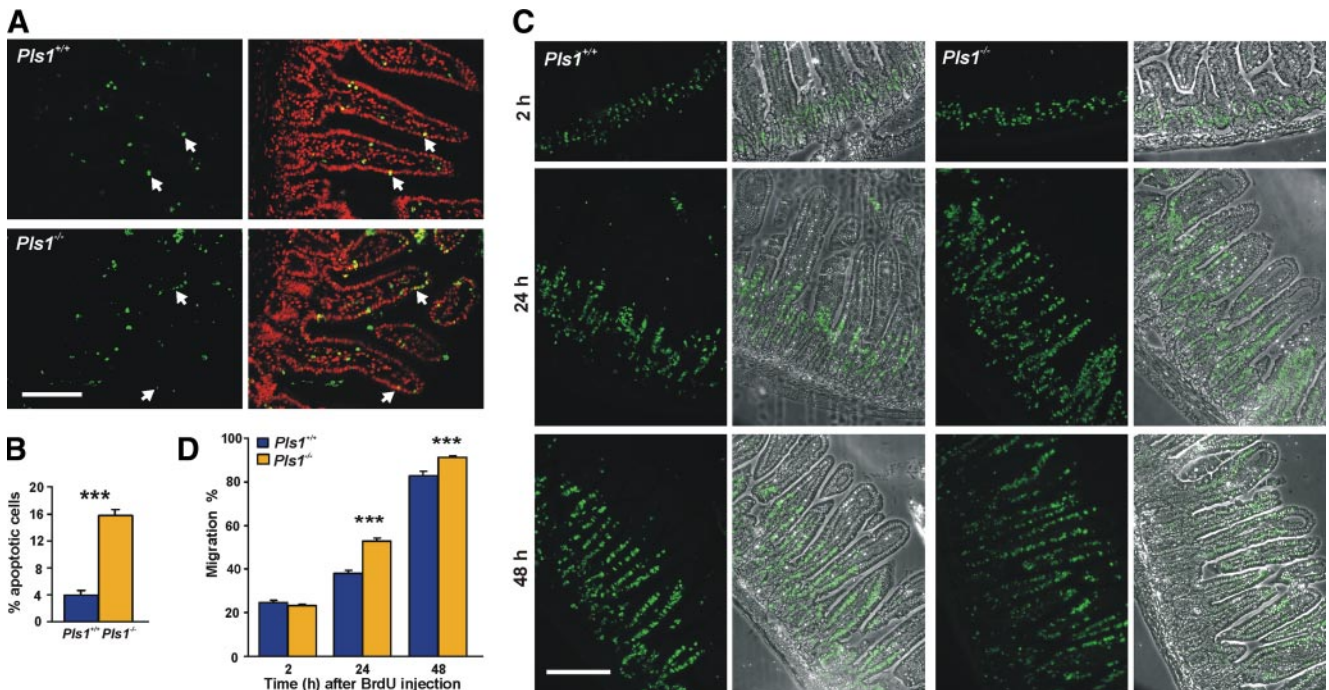 A
Pls1+/+
Pls1-/-
B
***
20
16
12
8
4
0
% apoptotic cells
Pls1+/+ Pls1-/-
D
Pls1+/+
Pls1-/-
100
80
60
40
20
0
Migration %
***
***
2 24 48
Time (h) after BrdU injection
C
Pls1+/+
Pls1-/-
2 h
24 h
48 h